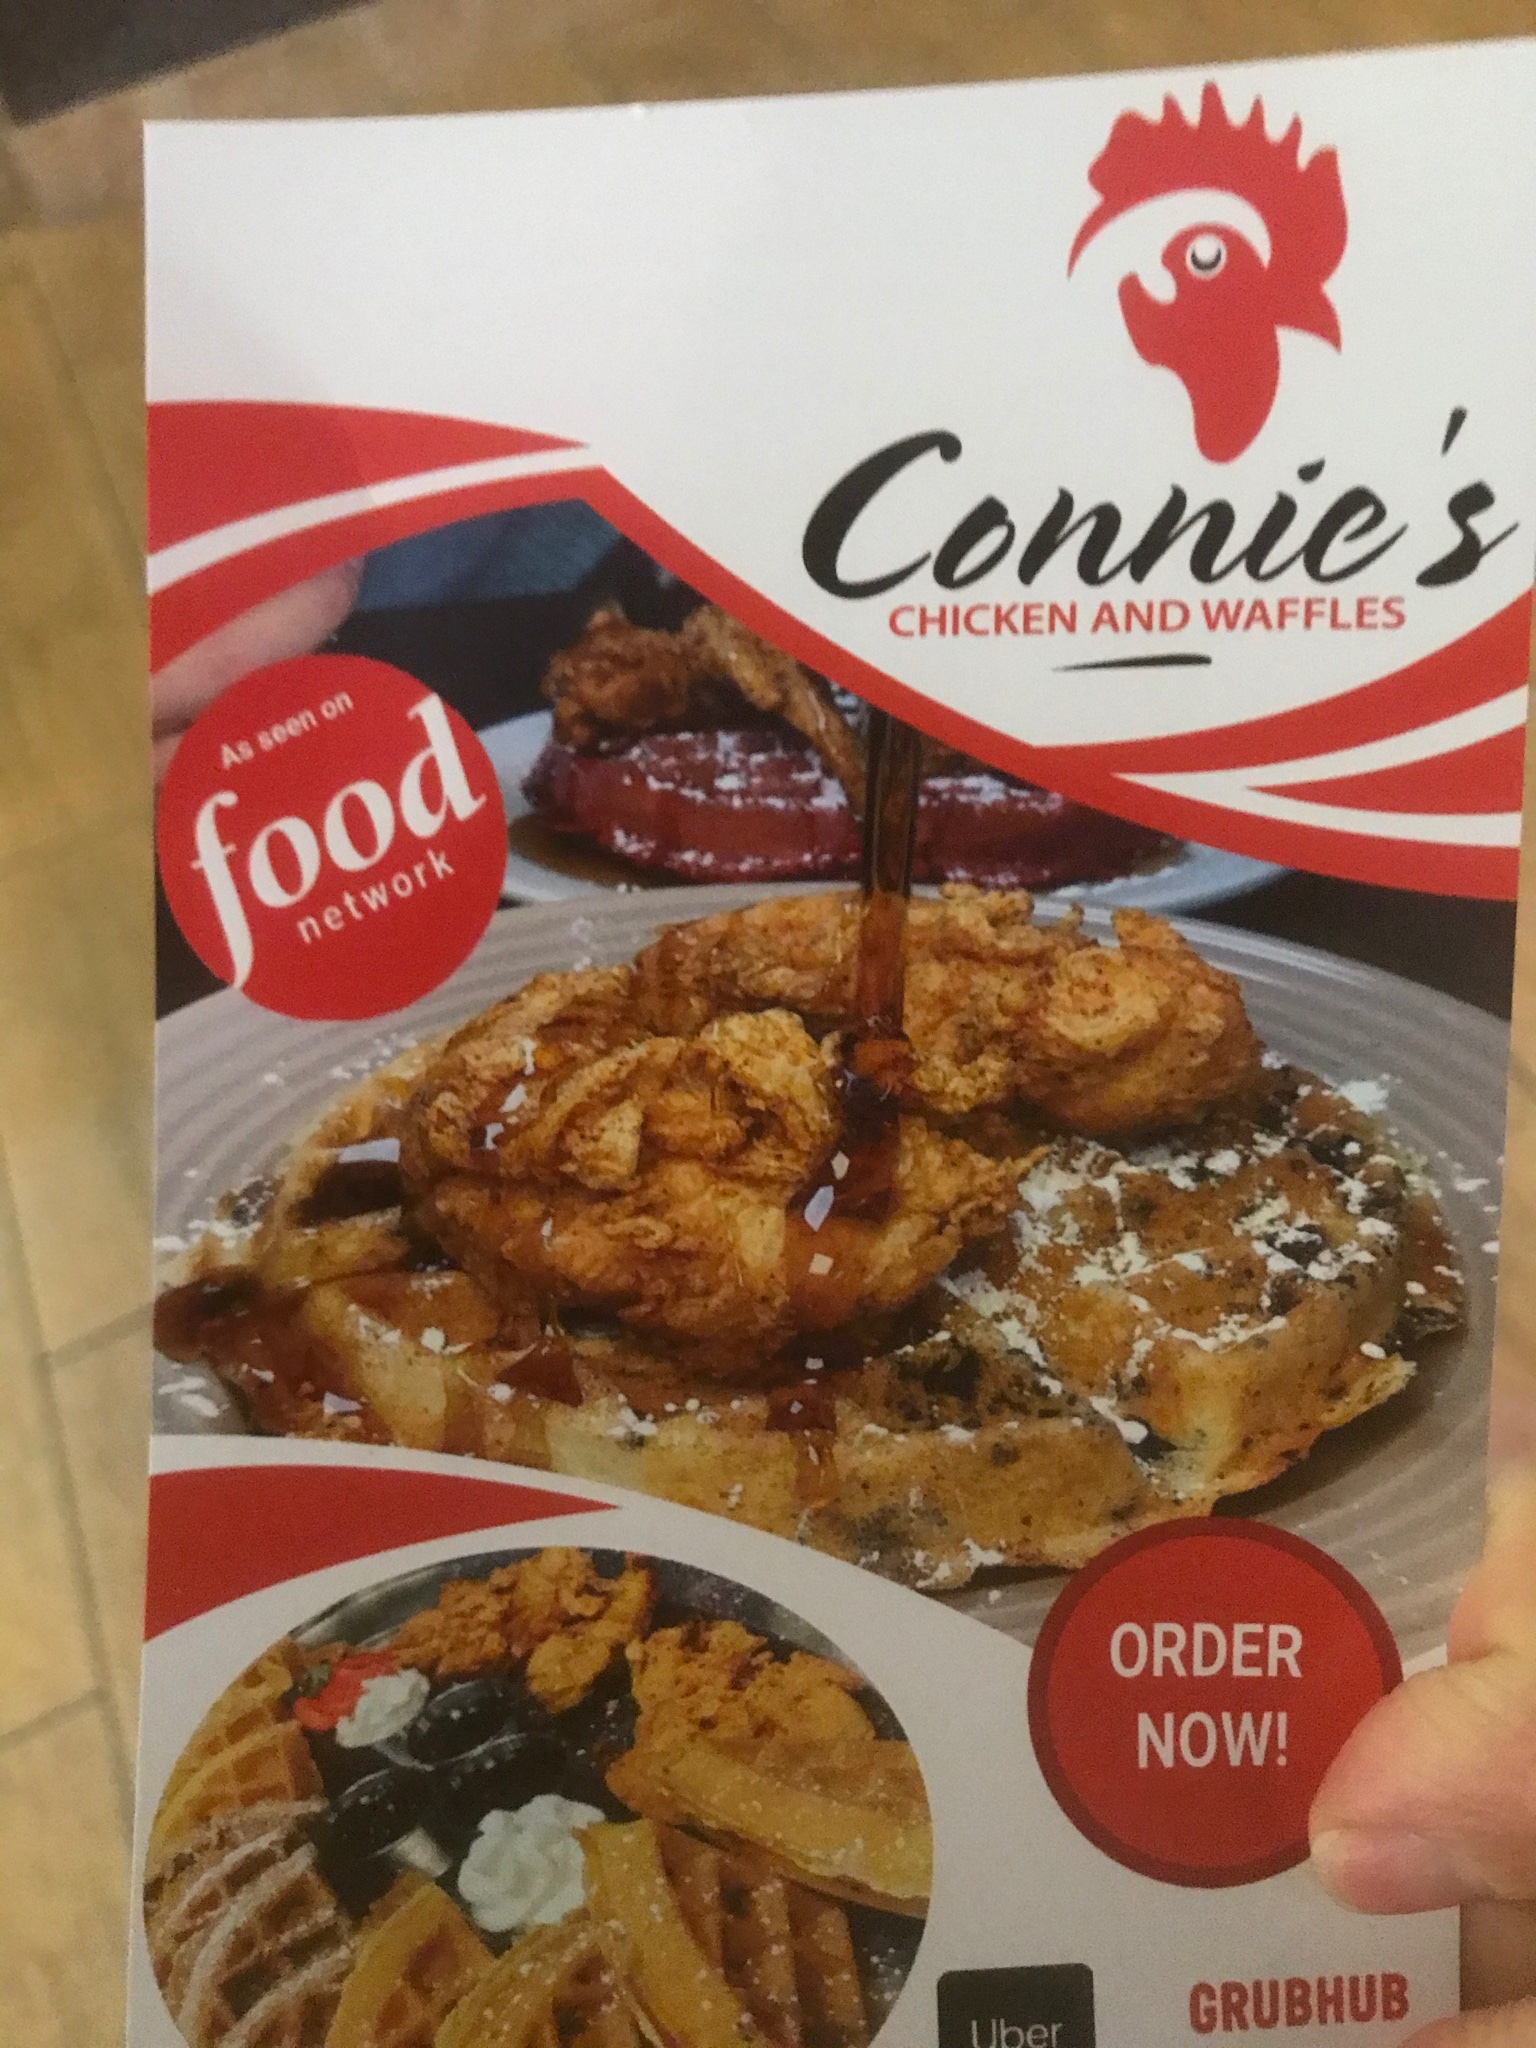 Connie's
CHICKEN AND WAFFLES
As seen on
food
network
ORDER
NOW!
Uber
GRUBHUB